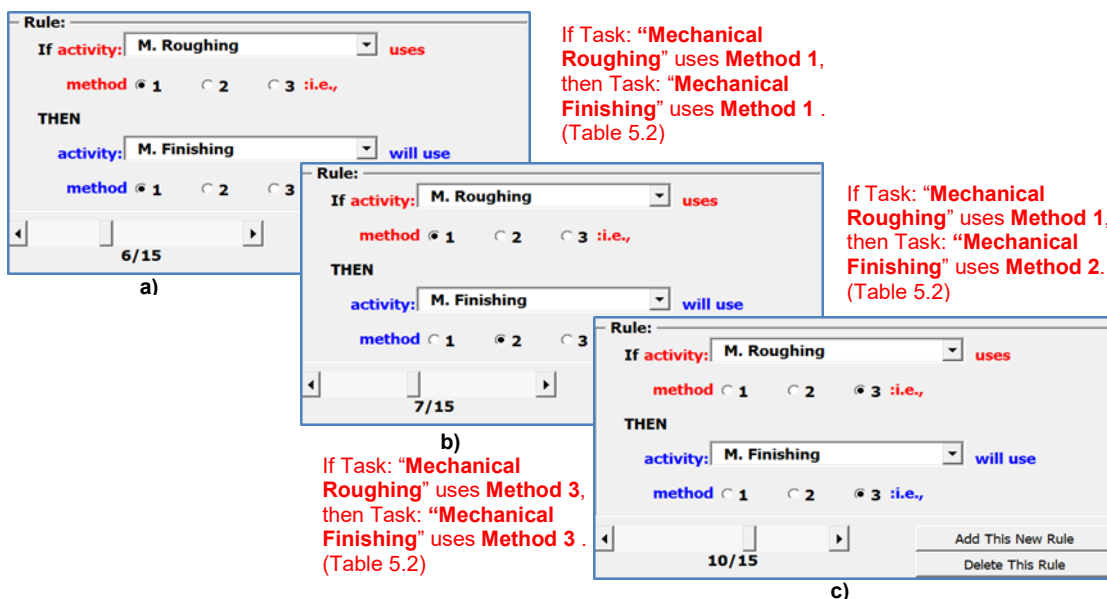 Rule:
If activity: M. Roughing uses
method 1 2 3 :i.e.,
THEN
activity: M. Finishing will use
method 1 2 3
6/15
a)
If Task: “Mechanical
Roughing” uses Method 1,
then Task: “Mechanical
Finishing” uses Method 1 .
(Table 5.2)
Rule:
If activity: M. Roughing uses
method 1 2 3 :i.e.,
THEN
activity: M. Finishing will use
method 1 2 3
7/15
b)
If Task: “Mechanical
Roughing” uses Method 1,
then Task: “Mechanical
Finishing” uses Method 2.
(Table 5.2)
Rule:
If activity: M. Roughing uses
method 1 2 3 :i.e.,
THEN
activity: M. Finishing will use
method 1 2 3 :i.e.,
10/15
Add This New Rule
Delete This Rule
c)
If Task: “Mechanical
Roughing” uses Method 3,
then Task: “Mechanical
Finishing” uses Method 3 .
(Table 5.2)